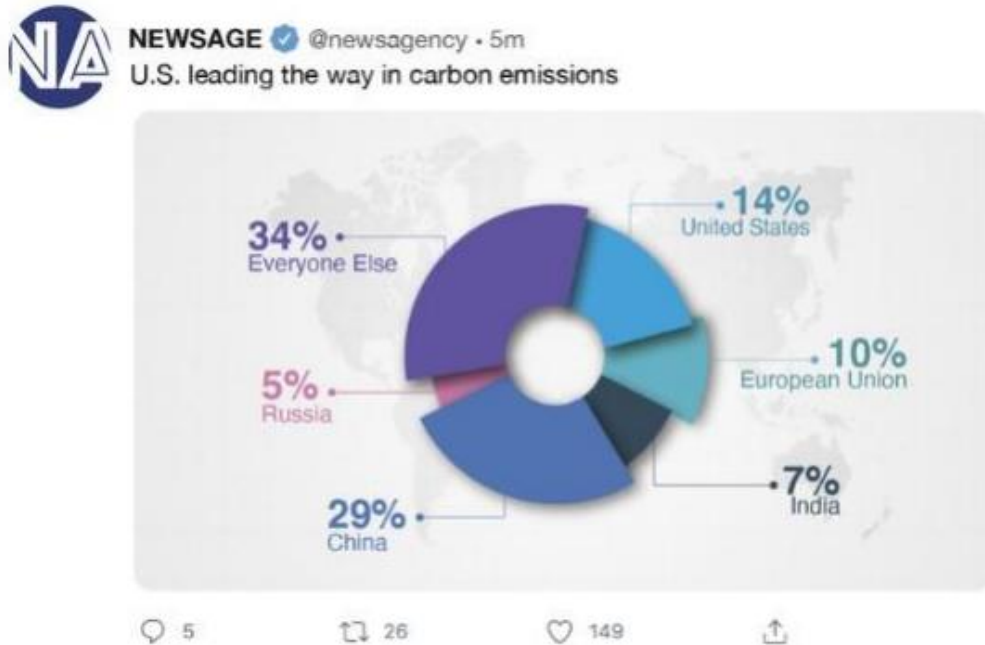 NA
NEWSAGE @newsagency • 5m
U.S. leading the way in carbon emissions
14%
United States
34%
Everyone Else
10%
European Union
5%
Russia
7%
India
29%
China
5 26 149